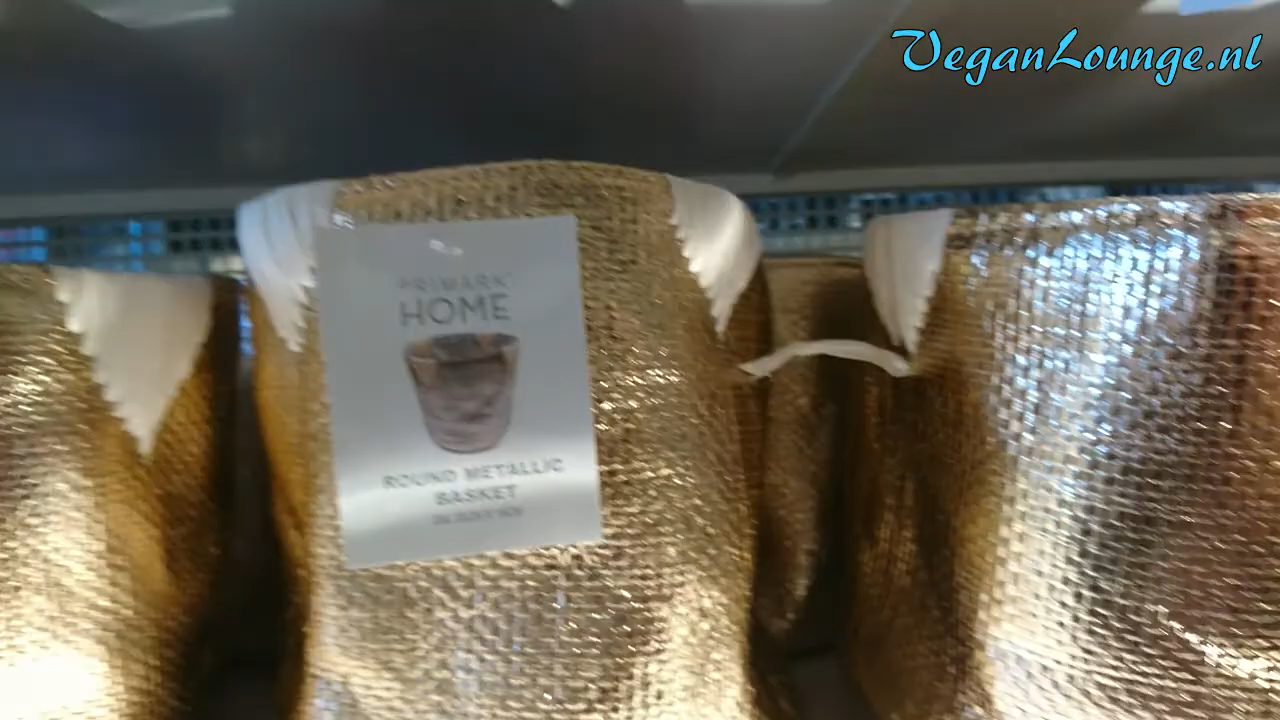 VeganLounge.nl
PRIMARK
HOME
ROUND METALLIC
BASKET